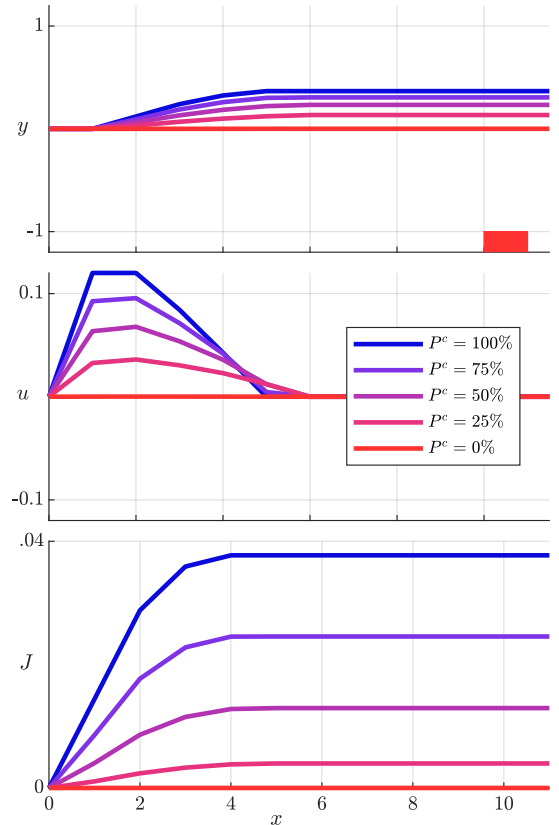 1
y
-1
0.1
u
-0.1
P^c = 100%
P^c = 75%
P^c = 50%
P^c = 25%
P^c = 0%
.04
J
0
0 2 4 6 8 10
x